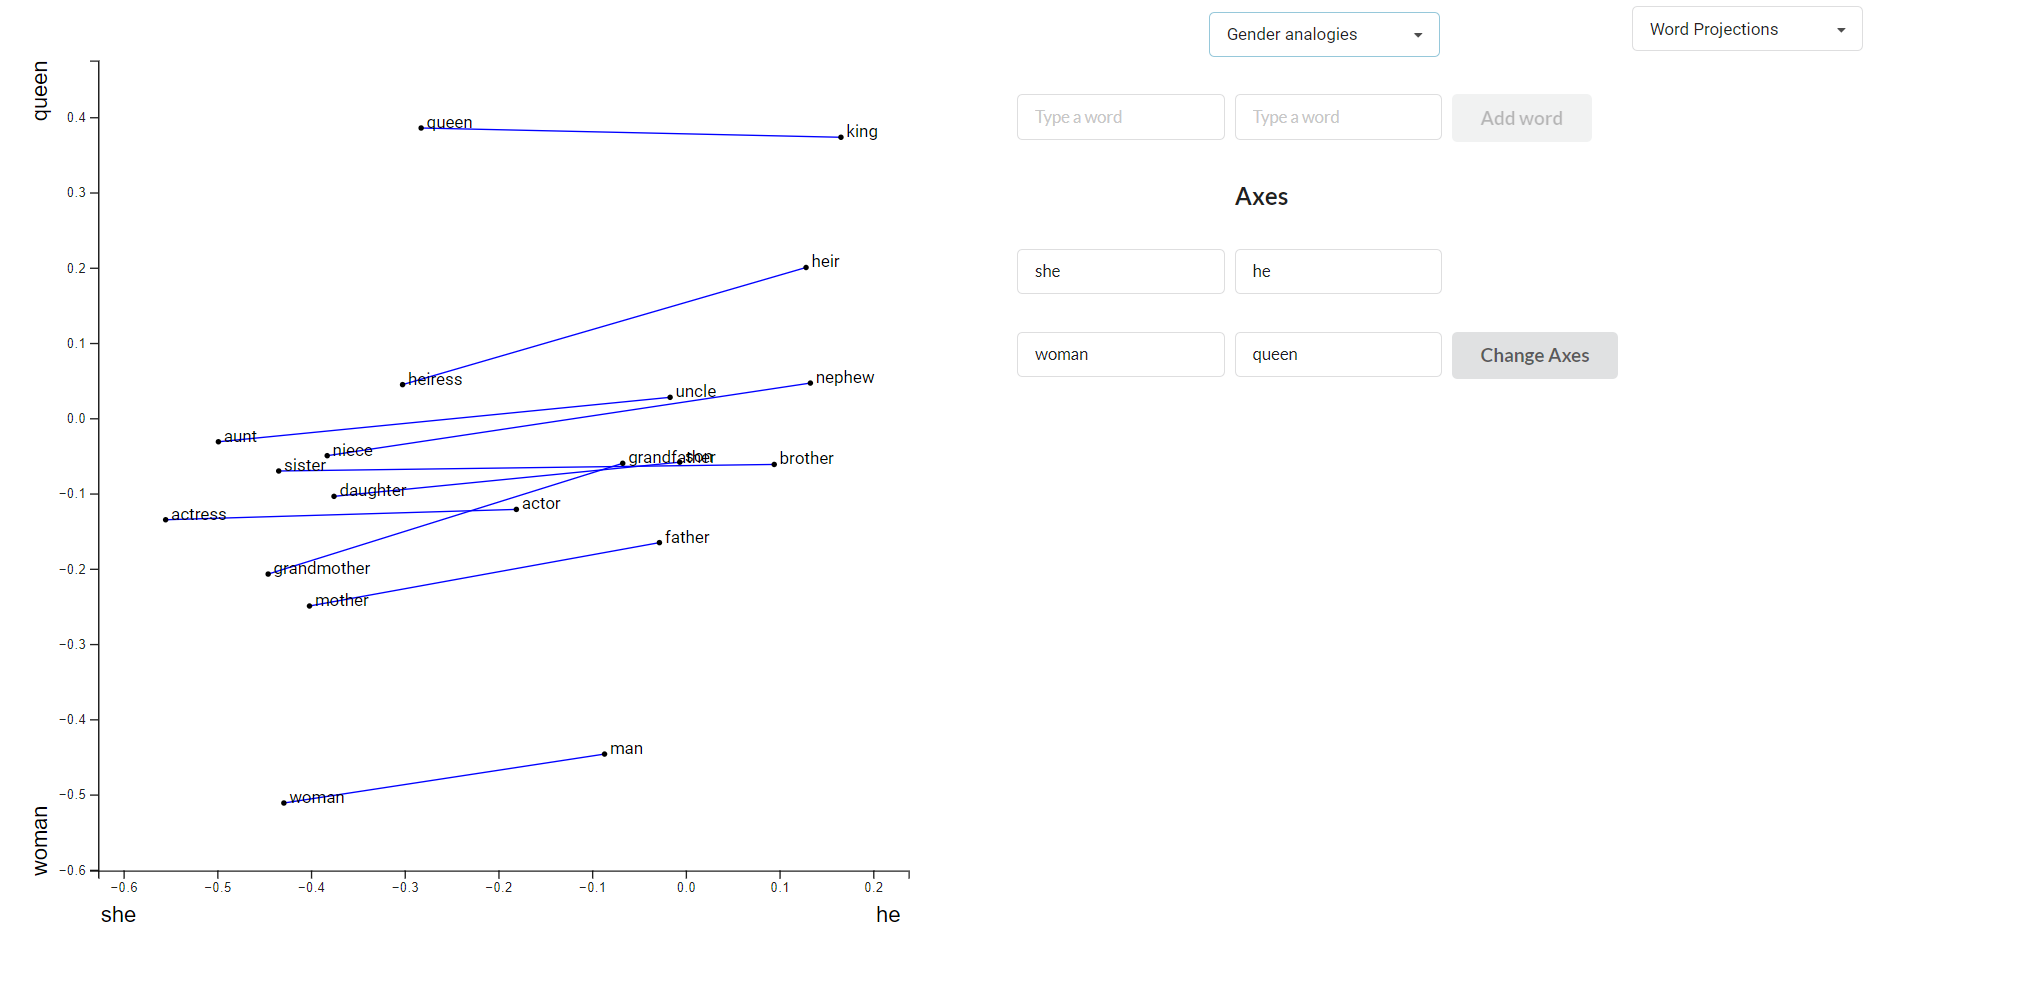 Gender analogies
Word Projections
Type a word
Type a word
Add word
Axes
she
he
woman
queen
Change Axes
queen
woman
0.4
0.3
0.2
0.1
0.0
−0.1
−0.2
−0.3
−0.4
−0.5
−0.6
queen
king
heir
heiress
nephew
uncle
aunt
niece
sister
grandfather
son
brother
daughter
actress
actor
father
grandmother
mother
man
woman
−0.6
−0.5
−0.4
−0.3
−0.2
−0.1
0.0
0.1
0.2
she
he